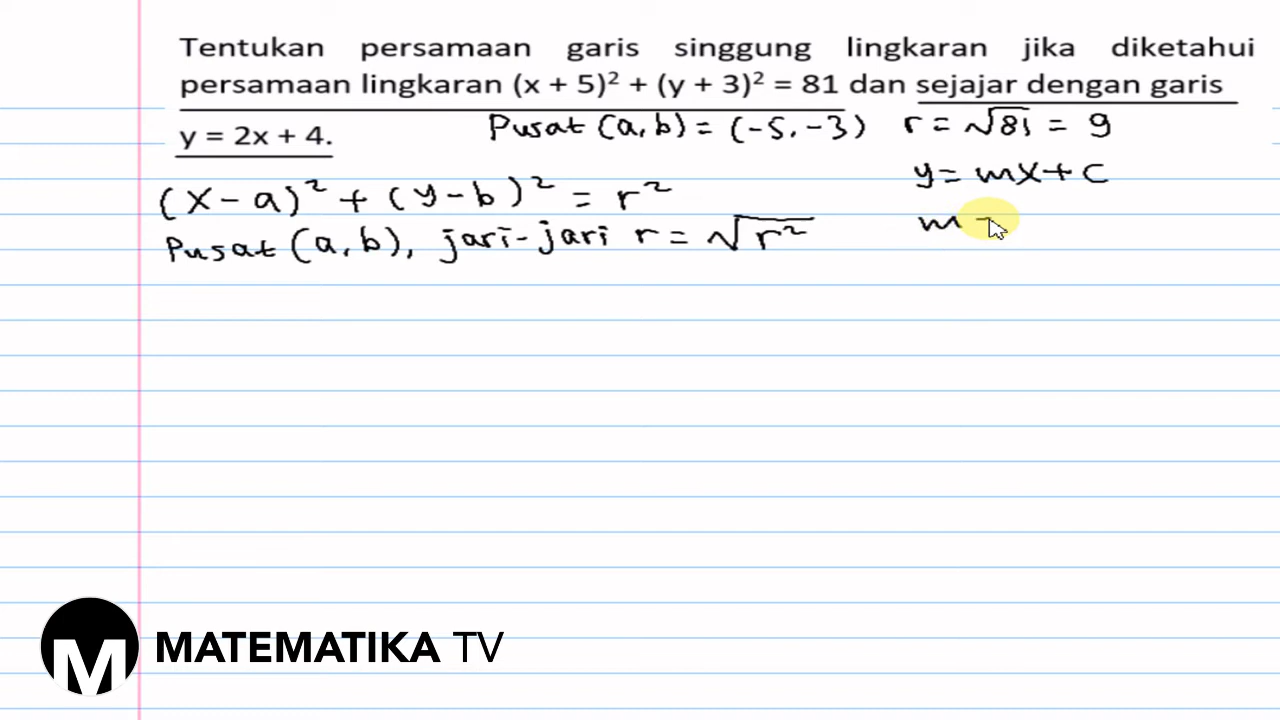 Tentukan persamaan garis singgung lingkaran jika diketahui
persamaan lingkaran (x + 5)² + (y + 3)² = 81 dan sejajar dengan garis
y = 2x + 4.
Pusat (a, b) = (-5, -3) r = √81 = 9
y = mx + c
(x - a)² + (y - b)² = r²
m =
Pusat (a, b), jari-jari r = √r²
M MATEMATIKA TV